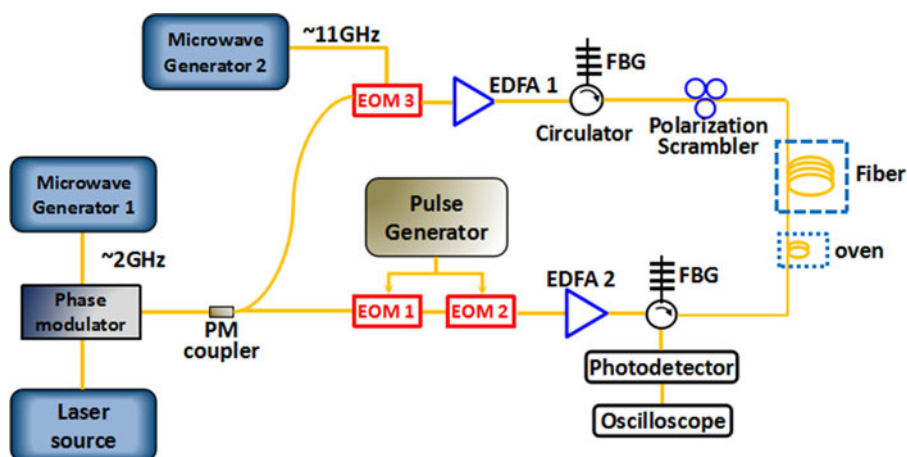 Microwave
Generator 2
~11GHz
EOM 3
EDFA 1
FBG
Circulator
Polarization
Scrambler
Fiber
oven
Microwave
Generator 1
~2GHz
Phase
modulator
PM
coupler
Laser
source
Pulse
Generator
EOM 1
EOM 2
EDFA 2
FBG
Photodetector
Oscilloscope